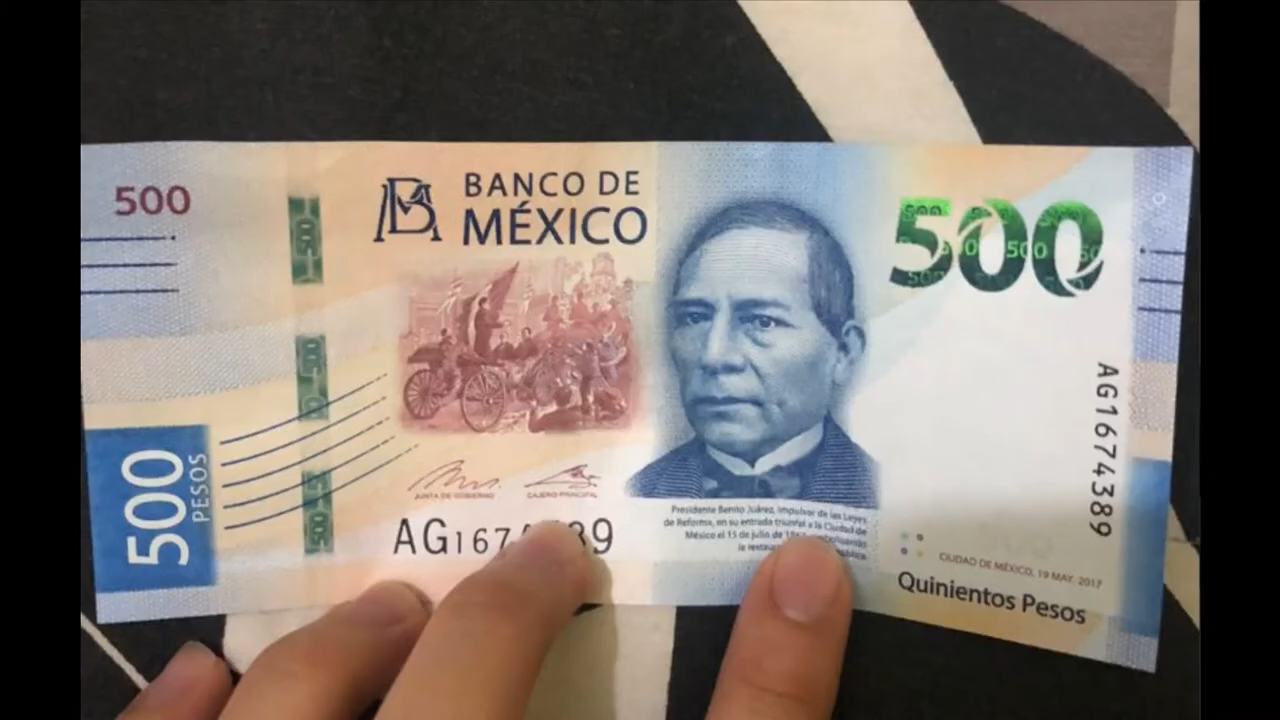 500
BM
BANCO DE
MÉXICO
500
500
PESOS
JUNTA DE GOBIERNO
CAJERO PRINCIPAL
AG167 89
Presidente Benito Juárez, impulsor de las Leyes
de Reforma, en su entrada triunfal a la Ciudad de
México el 15 de julio de
la
AG1674389
CIUDAD DE MÉXICO, 19 MAY. 2017
Quinientos Pesos